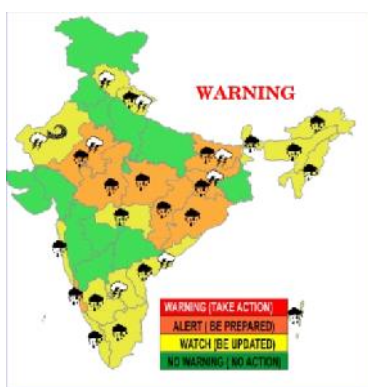 WARNING
WARNING (TAKE ACTION)
ALERT ( BE PREPARED)
WATCH (BE UPDATED)
NO WARNING ( NO ACTION)